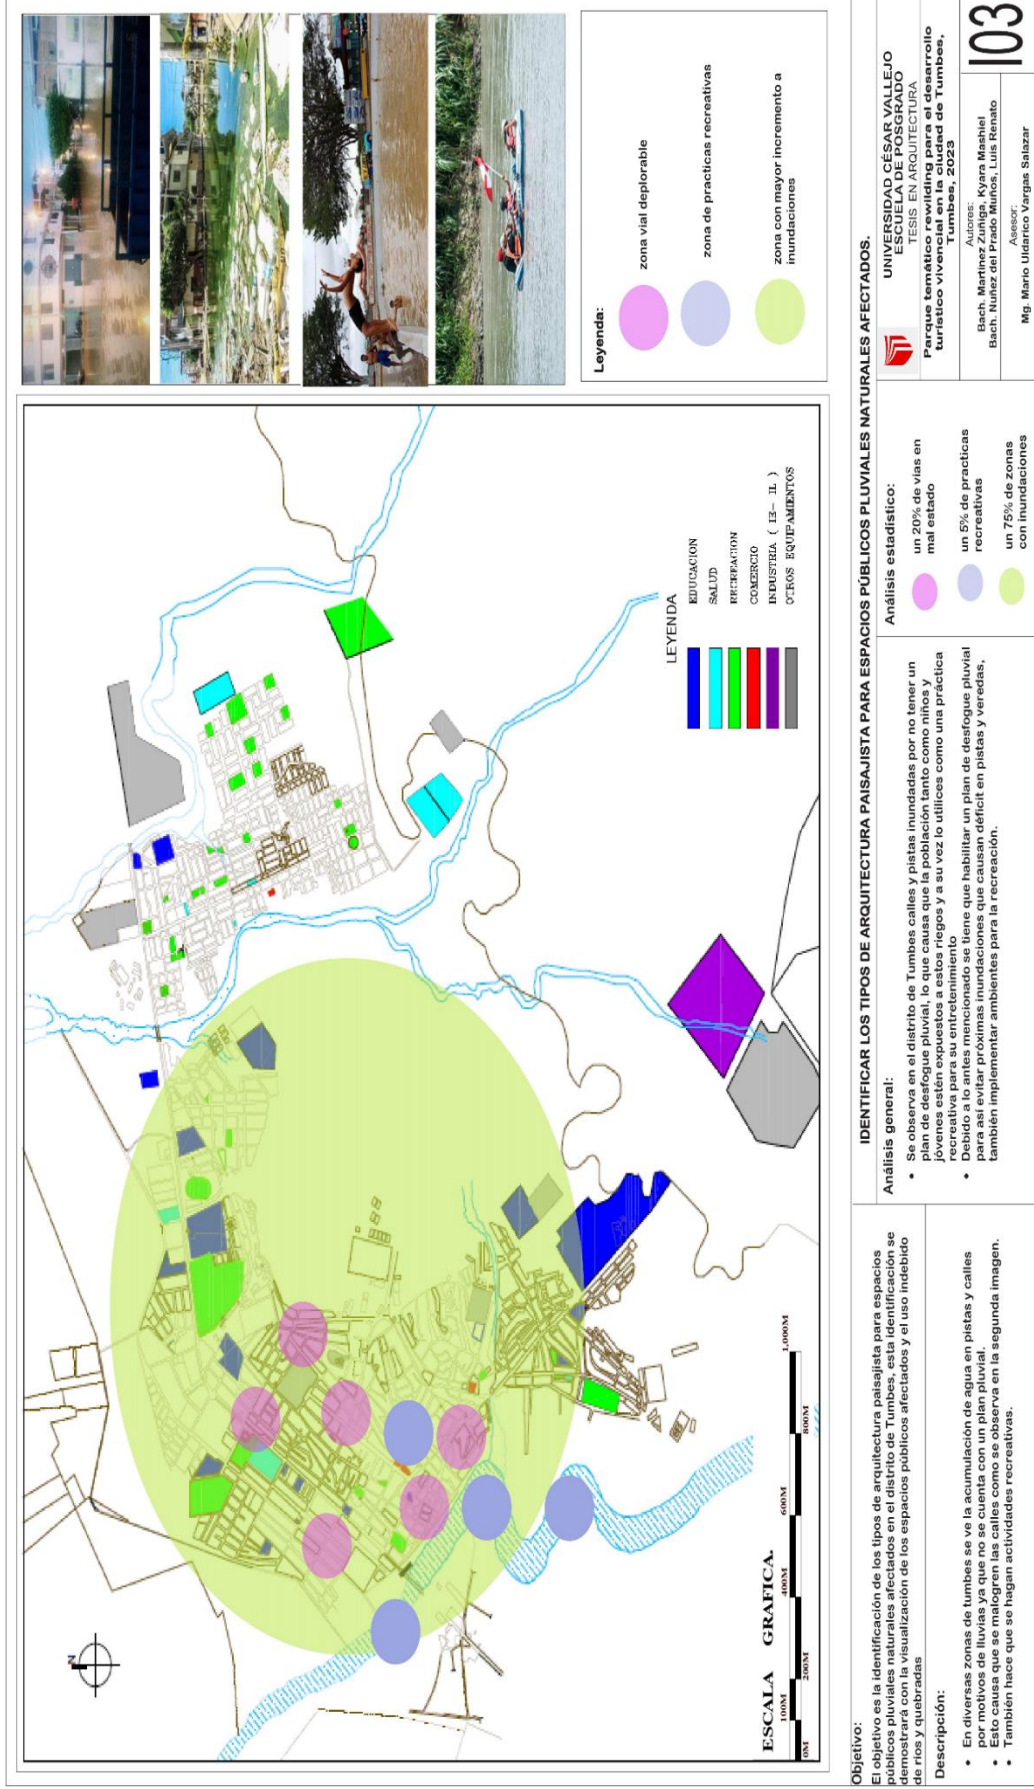 Leyenda:
zona vial deplorable
zona de practicas recreativas
zona con mayor incremento a
inundaciones
LEYENDA
EDUCACION
SALUD
RECREACION
COMERCIO
INDUSTRIA ( IE- IL )
OTROS EQUIPAMIENTOS
N
ESCALA GRAFICA.
0M
100M
200M
400M
600M
800M
1,000M
IDENTIFICAR LOS TIPOS DE ARQUITECTURA PAISAJISTA PARA ESPACIOS PÚBLICOS PLUVIALES NATURALES AFECTADOS.
Objetivo:
El objetivo es la identificación de los tipos de arquitectura paisajista para espacios
públicos pluviales naturales afectados en el distrito de Tumbes, esta identificación se
demostrará con la visualización de los espacios públicos afectados y el uso indebido
de ríos y quebradas
Descripción:
• En diversas zonas de tumbes se ve la acumulación de agua en pistas y calles
por motivos de lluvias ya que no se cuenta con un plan pluvial.
• Esto causa que se malogren las calles como se observa en la segunda imagen.
• También hace que se hagan actividades recreativas.
Análisis general:
• Se observa en el distrito de Tumbes calles y pistas inundadas por no tener un
plan de desfogue pluvial, lo que causa que la población tanto como niños y
jóvenes estén expuestos a estos riegos y a su vez lo utilices como una práctica
recreativa para su entretenimiento
• Debido a lo antes mencionado se tiene que habilitar un plan de desfogue pluvial
para así evitar próximas inundaciones que causan déficit en pistas y veredas,
también implementar ambientes para la recreación.
Análisis estadístico:
un 20% de vias en
mal estado
un 5% de practicas
recreativas
un 75% de zonas
con inundaciones
UNIVERSIDAD CÉSAR VALLEJO
ESCUELA DE POSGRADO
TESIS EN ARQUITECTURA
Parque temático rewilding para el desarrollo
turístico vivencial en la ciudad de Tumbes,
Tumbes, 2023
Autores:
Bach. Martinez Zuñiga, Kyara Mashiel
Bach. Nuñez del Prado Muños, Luis Renato
Asesor:
Mg. Mario Uldarico Vargas Salazar
I03